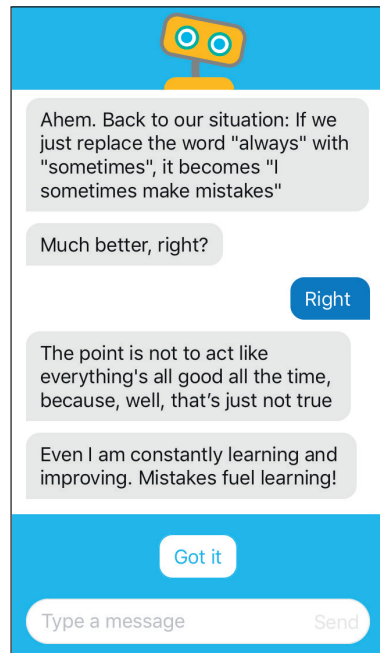 Ahem. Back to our situation: If we
just replace the word "always" with
"sometimes", it becomes "I
sometimes make mistakes"
Much better, right?
Right
The point is not to act like
everything's all good all the time,
because, well, that’s just not true
Even I am constantly learning and
improving. Mistakes fuel learning!
Got it
Type a message
Send